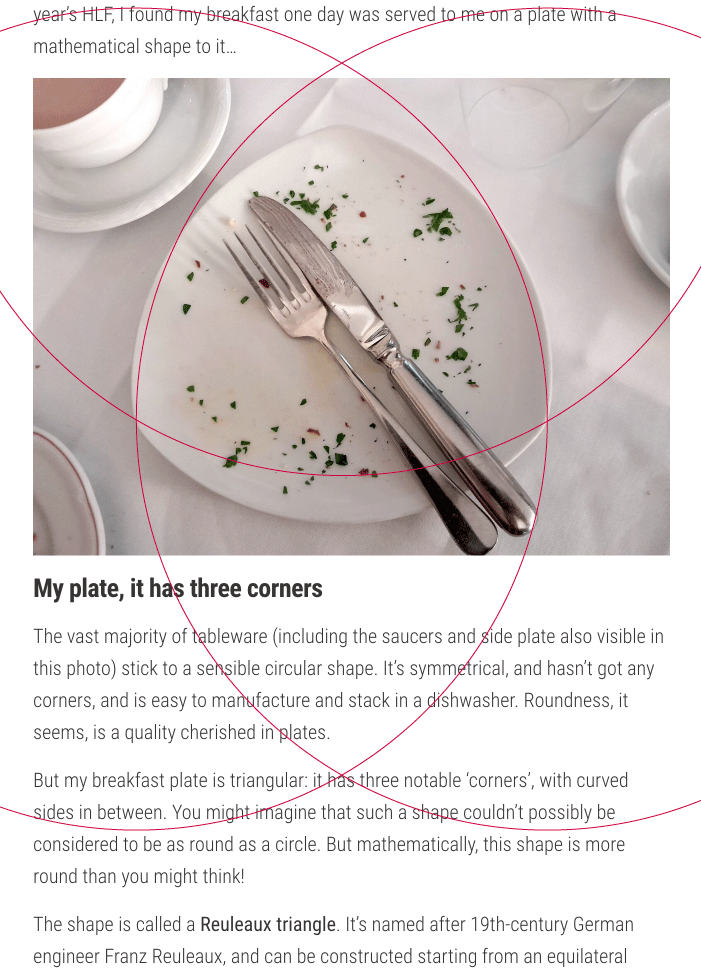 year’s HLF, I found my breakfast one day was served to me on a plate with a
mathematical shape to it…
My plate, it has three corners
The vast majority of tableware (including the saucers and side plate also visible in
this photo) stick to a sensible circular shape. It’s symmetrical, and hasn’t got any
corners, and is easy to manufacture and stack in a dishwasher. Roundness, it
seems, is a quality cherished in plates.
But my breakfast plate is triangular: it has three notable ‘corners’, with curved
sides in between. You might imagine that such a shape couldn’t possibly be
considered to be as round as a circle. But mathematically, this shape is more
round than you might think!
The shape is called a Reuleaux triangle. It’s named after 19th-century German
engineer Franz Reuleaux, and can be constructed starting from an equilateral